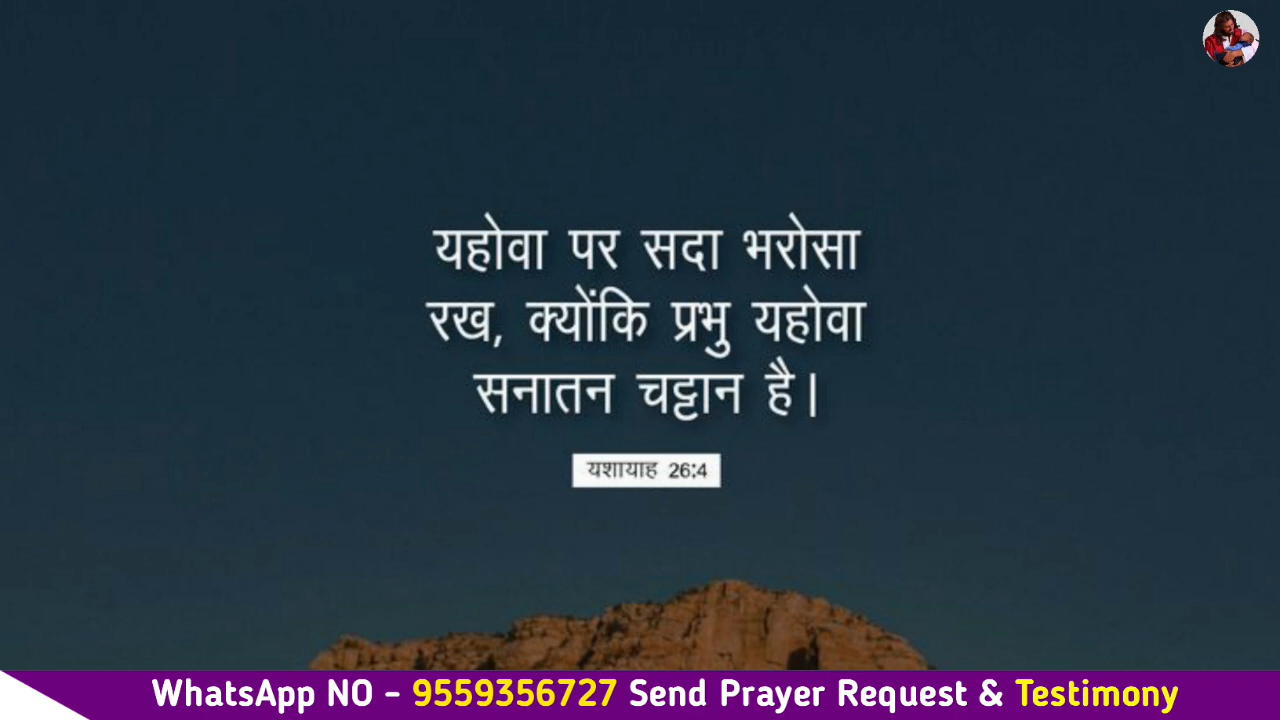 यहोवा पर सदा भरोसा
रख, क्योंकि प्रभु यहोवा
सनातन चट्टान है।
यशायाह 26:4
WhatsApp NO - 9559356727 Send Prayer Request & Testimony